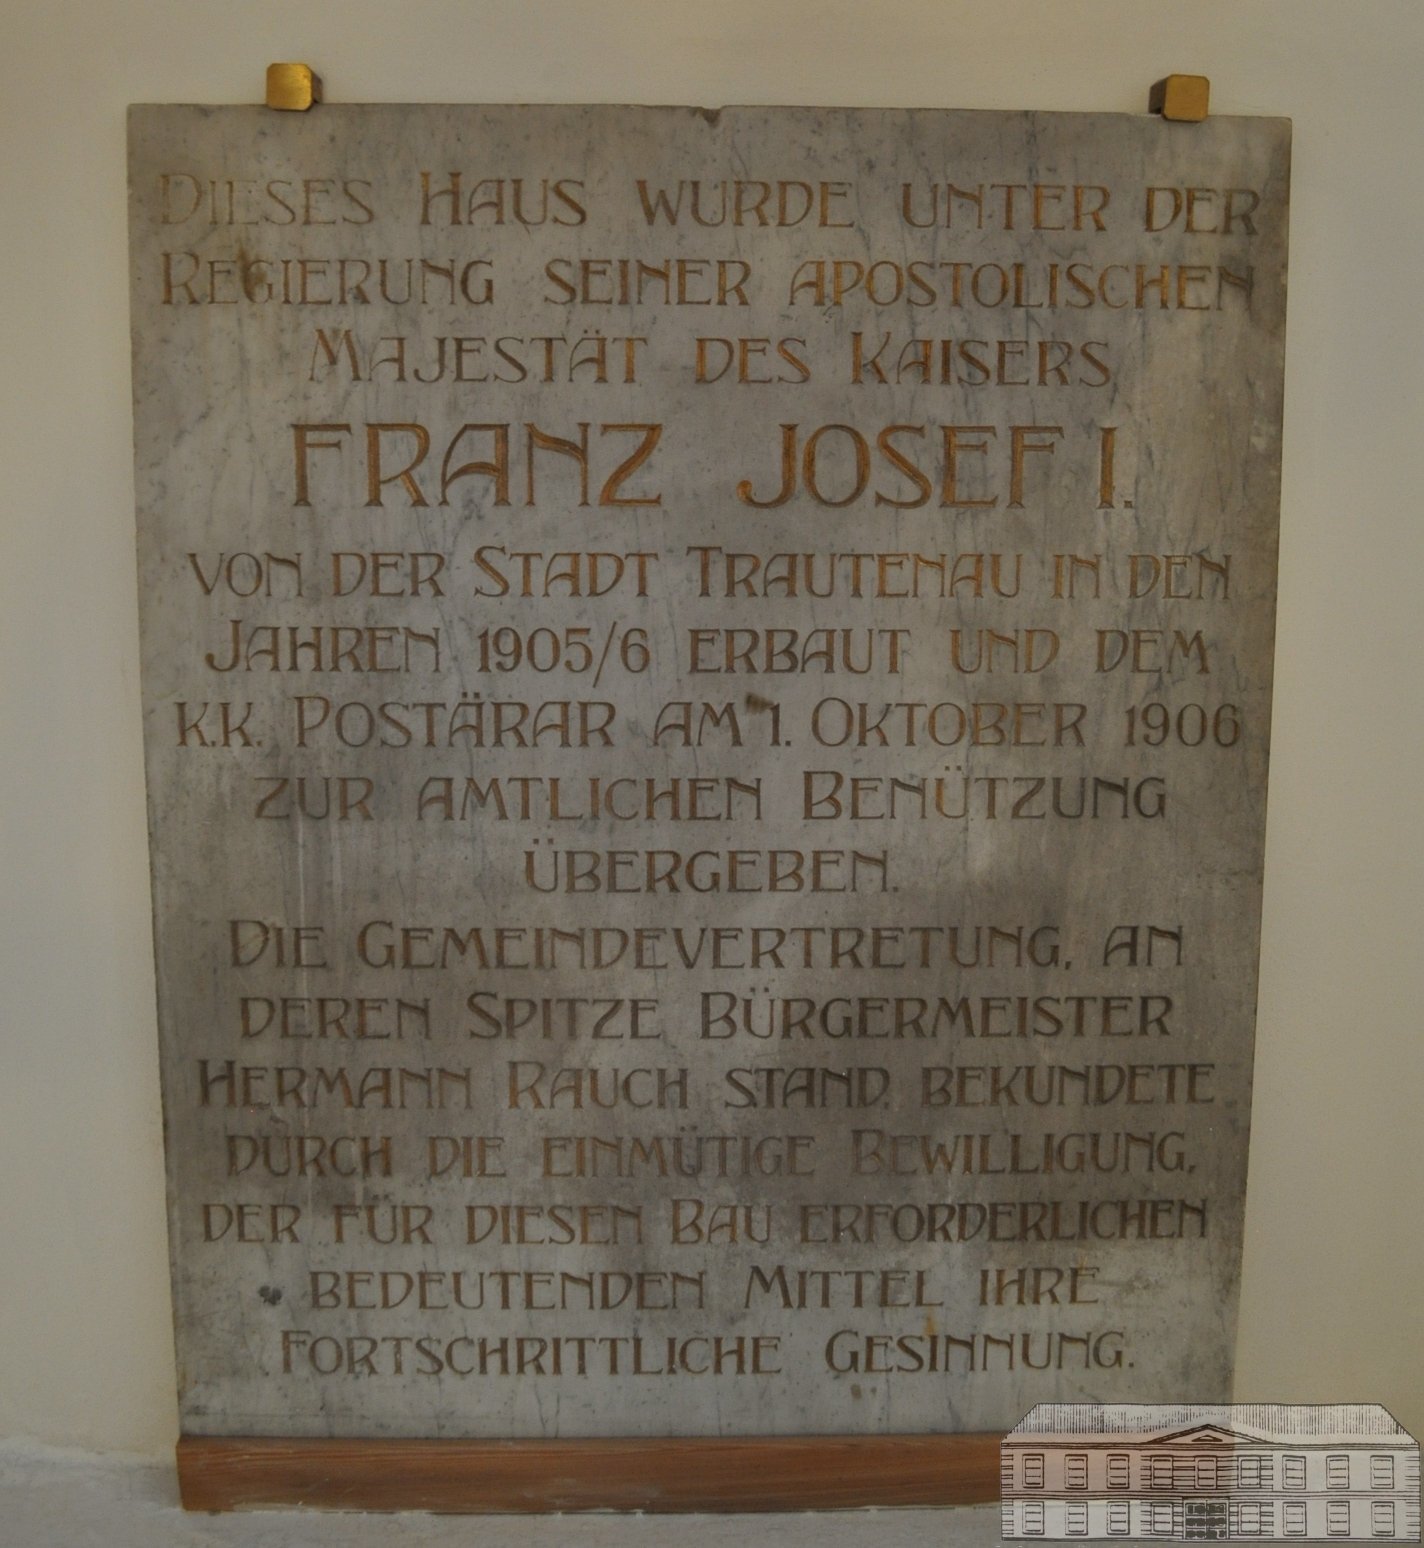 DIESES HAUS WURDE UNTER DER
REGIERUNG SEINER APOSTOLISCHEN
MAJESTÄT DES KAISERS
FRANZ JOSEF I.
VON DER STADT TRAUTENAU IN DEN
JAHREN 1905/6 ERBAUT UND DEM
K.K. POSTÄRAR AM 1. OKTOBER 1906
ZUR AMTLICHEN BENÜTZUNG
ÜBERGEBEN.
DIE GEMEINDEVERTRETUNG, AN
DEREN SPITZE BÜRGERMEISTER
HERMANN RAUCH STAND, BEKUNDETE
DURCH DIE EINMÜTIGE BEWILLIGUNG,
DER FÜR DIESEN BAU ERFORDERLICHEN
BEDEUTENDEN MITTEL IHRE
FORTSCHRITTLICHE GESINNUNG.